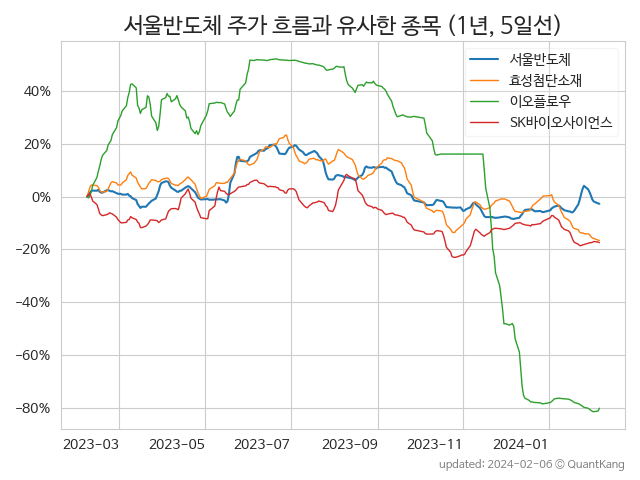 서울반도체 주가 흐름과 유사한 종목 (1년, 5일선)
서울반도체
효성첨단소재
이오플로우
SK바이오사이언스
40%
20%
0%
−20%
−40%
−60%
−80%
2023-03 2023-05 2023-07 2023-09 2023-11 2024-01
updated: 2024-02-06 © QuantKang